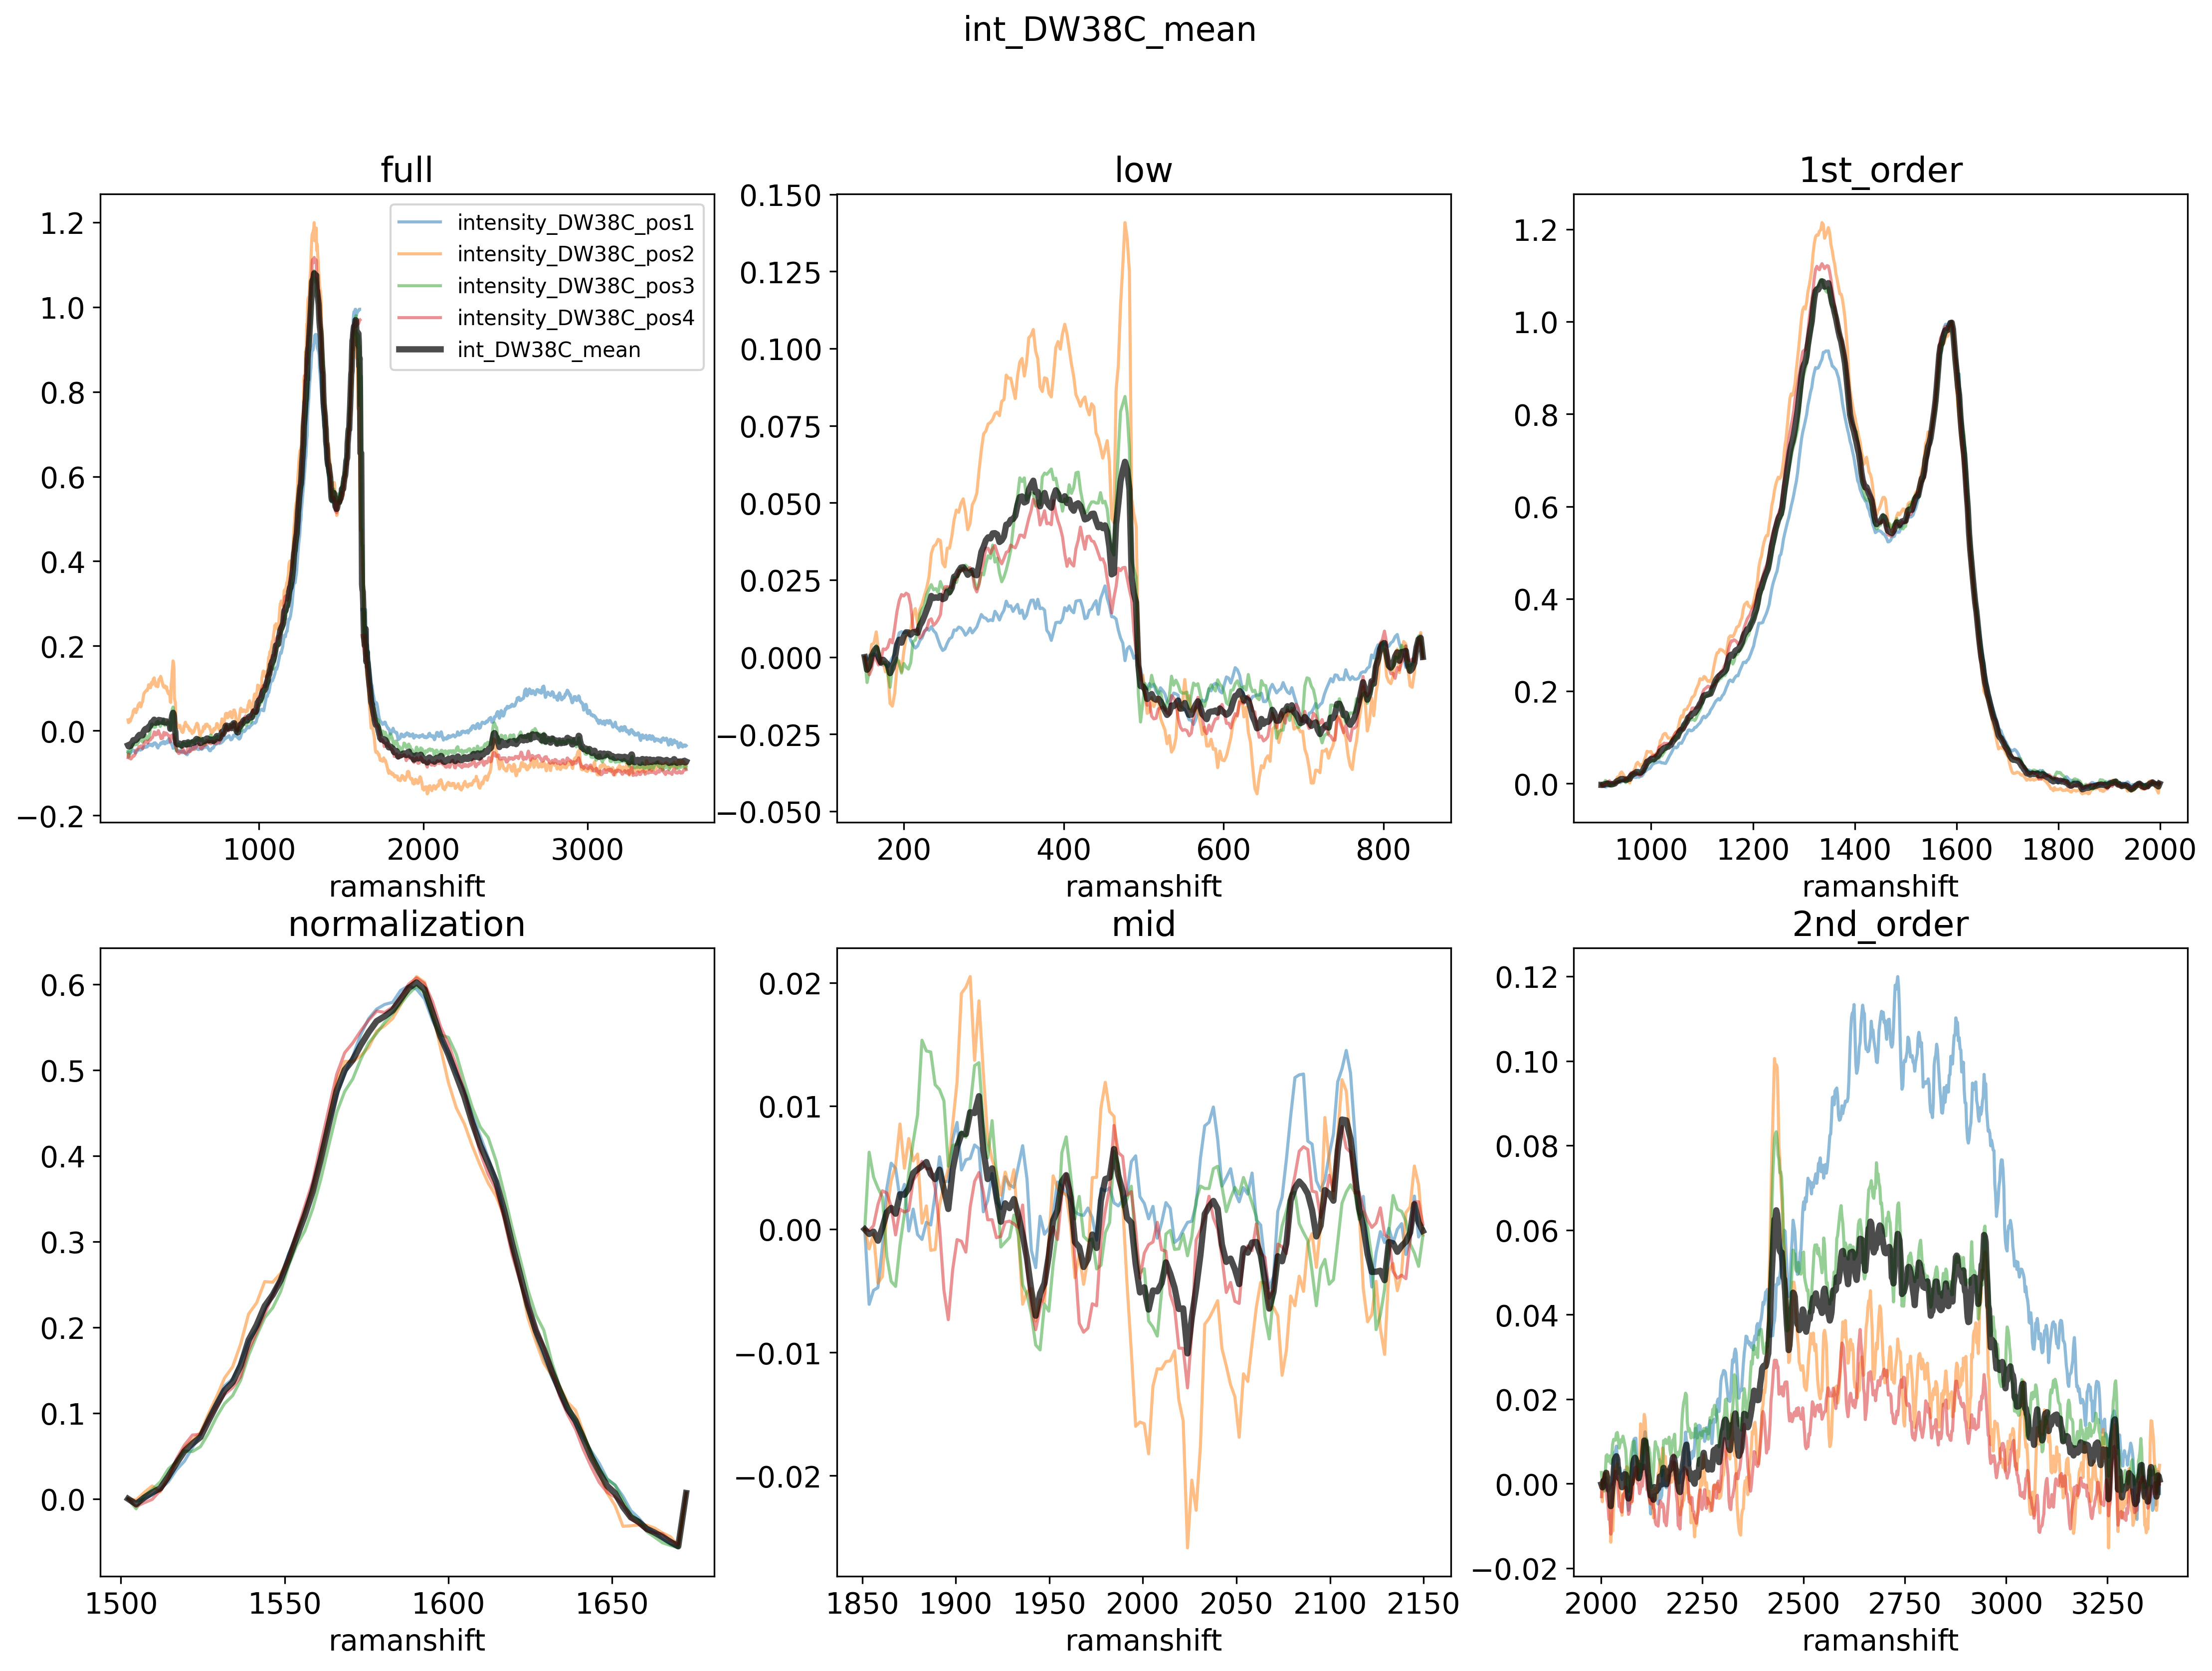 int_DW38C_mean
full
1.2
1.0
0.8
0.6
0.4
0.2
0.0
−0.2
1000 2000 3000
ramanshift
intensity_DW38C_pos1
intensity_DW38C_pos2
intensity_DW38C_pos3
intensity_DW38C_pos4
int_DW38C_mean
low
0.150
0.125
0.100
0.075
0.050
0.025
0.000
−0.025
−0.050
200 400 600 800
ramanshift
1st_order
1.2
1.0
0.8
0.6
0.4
0.2
0.0
1000 1200 1400 1600 1800 2000
ramanshift
normalization
0.6
0.5
0.4
0.3
0.2
0.1
0.0
1500 1550 1600 1650
ramanshift
mid
0.02
0.01
0.00
−0.01
−0.02
1850 1900 1950 2000 2050 2100 2150
ramanshift
2nd_order
0.12
0.10
0.08
0.06
0.04
0.02
0.00
−0.02
2000 2250 2500 2750 3000 3250
ramanshift